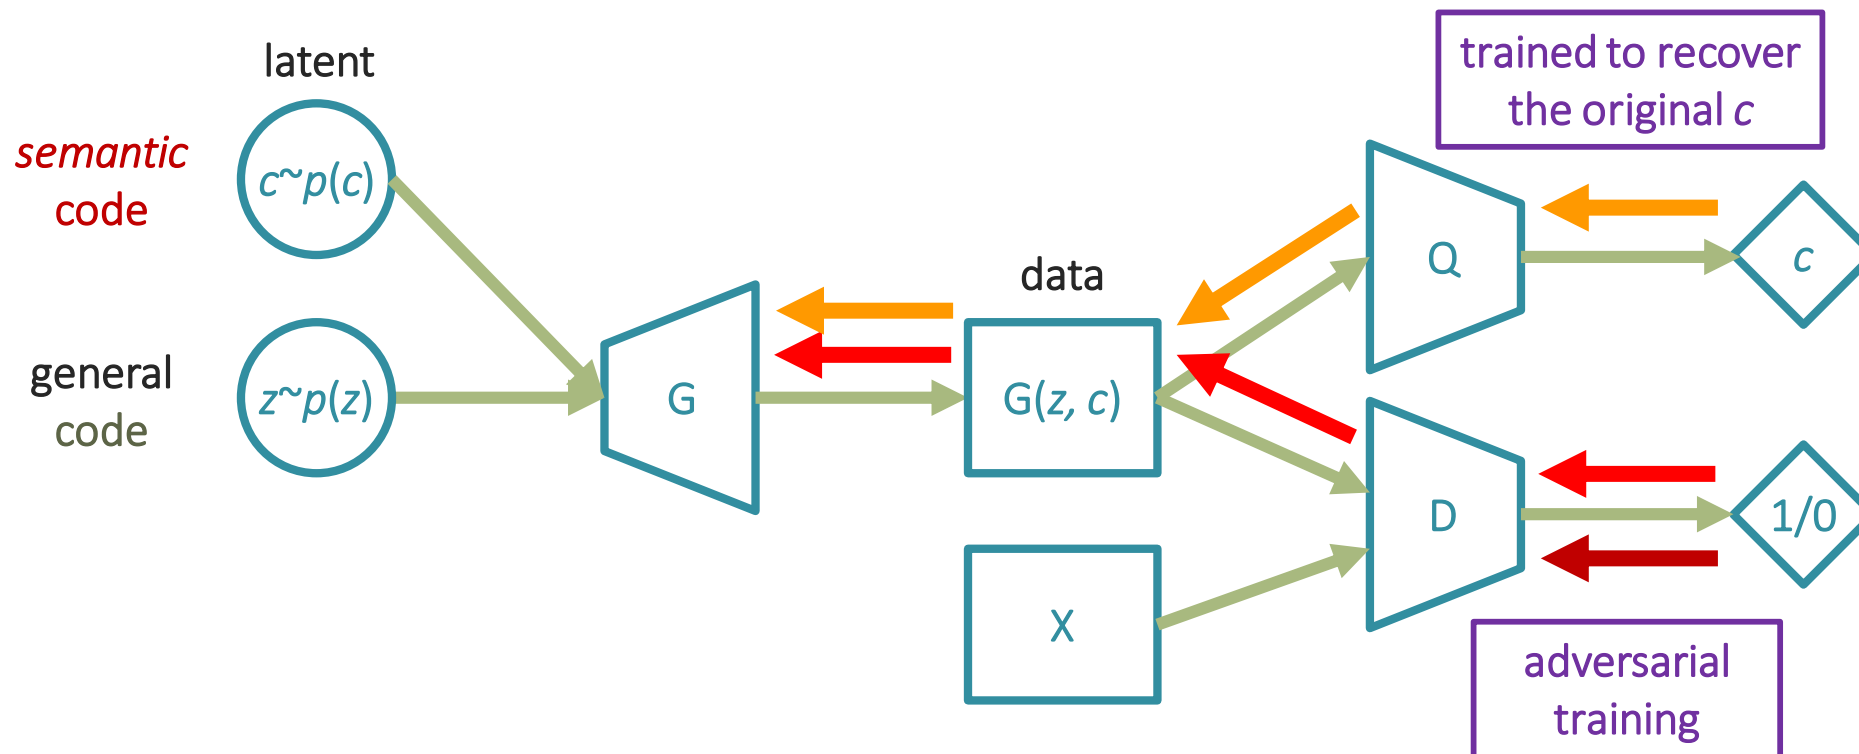 latent
semantic
code
c~p(c)
trained to recover
the original c
Q
c
data
general
code
z~p(z)
G
G(z, c)
D
1/0
X
adversarial
training